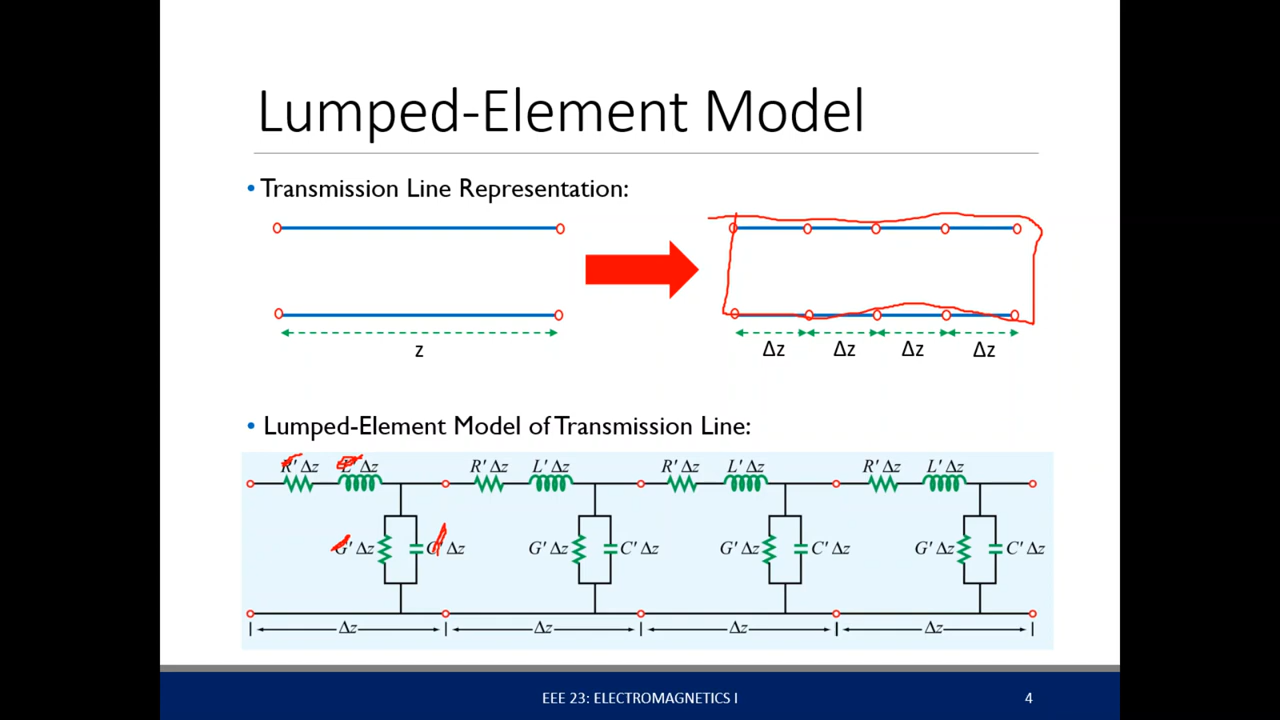 Lumped-Element Model
• Transmission Line Representation:
z
Δz Δz Δz Δz
• Lumped-Element Model of Transmission Line:
R′ Δz L′ Δz R′ Δz L′ Δz R′ Δz L′ Δz R′ Δz L′ Δz
G′ Δz C′ Δz G′ Δz C′ Δz G′ Δz C′ Δz G′ Δz C′ Δz
Δz Δz Δz Δz
EEE 23: ELECTROMAGNETICS I
4